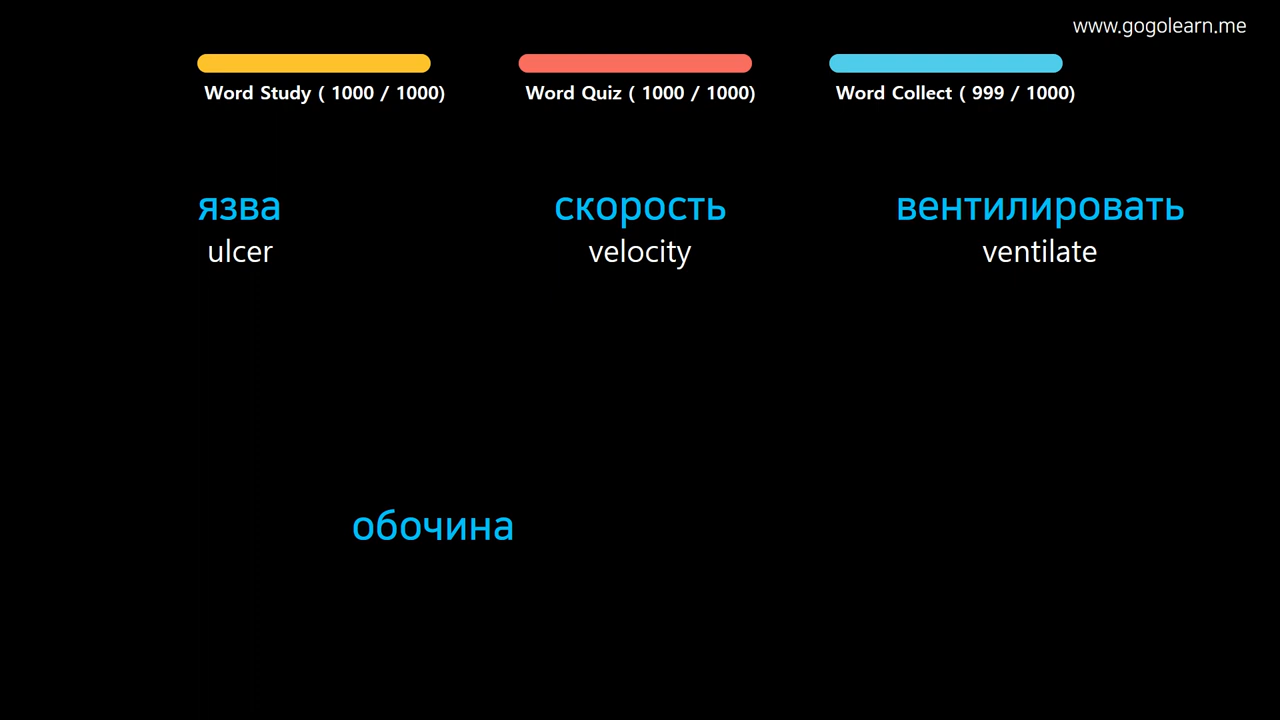 www.gogolearn.me
Word Study ( 1000 / 1000)
Word Quiz ( 1000 / 1000)
Word Collect ( 999 / 1000)
язва
скорость
вентилировать
ulcer
velocity
ventilate
обочина